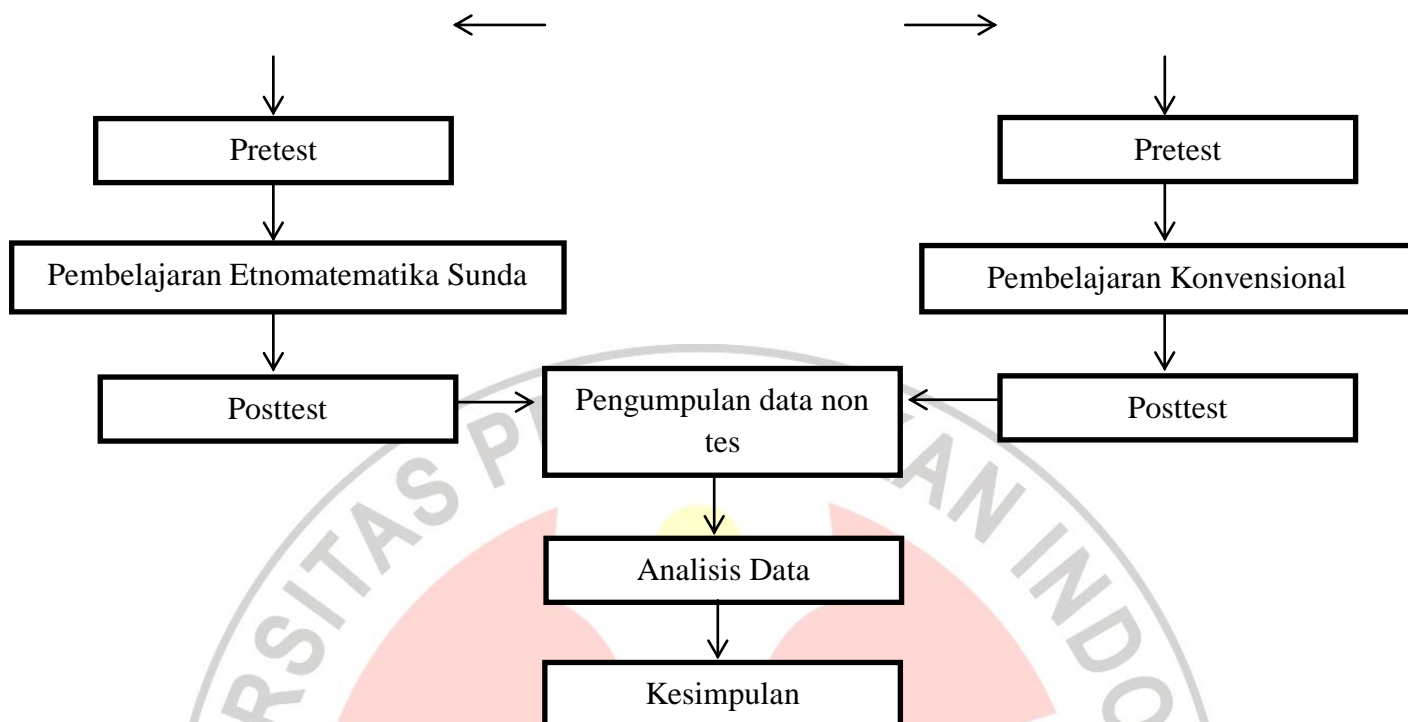 Pretest
Pretest
Pembelajaran Etnomatematika Sunda
Pembelajaran Konvensional
Posttest
Pengumpulan data non
tes
Posttest
Analisis Data
Kesimpulan